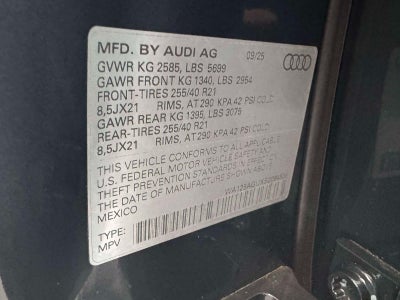 MFD. BY AUDI AG 09/25
GVWR KG 2585, LBS 5699
GAWR FRONT KG 1340, LBS 2954
FRONT-TIRES 255/40 R21
8,5JX21 RIMS, AT 290 KPA 42 PSI COLD
GAWR REAR KG 1395, LBS 3075
REAR-TIRES 255/40 R21
8,5JX21 RIMS, AT 290 KPA 42 PSI COLD
THIS VEHICLE CONFORMS TO ALL APPLICABLE
U.S. FEDERAL MOTOR VEHICLE SAFETY AND
THEFT PREVENTION STANDARDS IN EFFECT ON
THE DATE OF MANUFACTURE SHOWN ABOVE
MEXICO
TYPE:
MPV